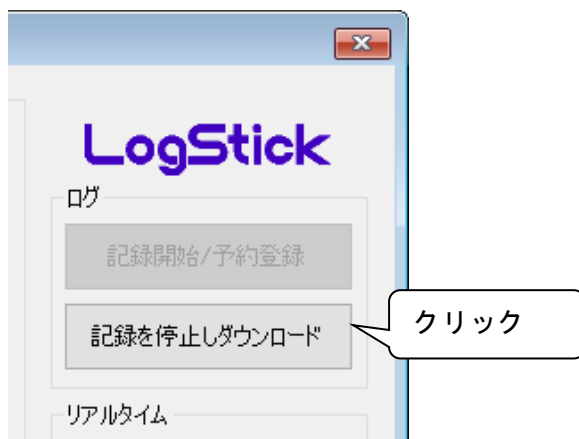 LogStick
ログ
記録開始/予約登録
記録を停止しダウンロード
クリック
リアルタイム